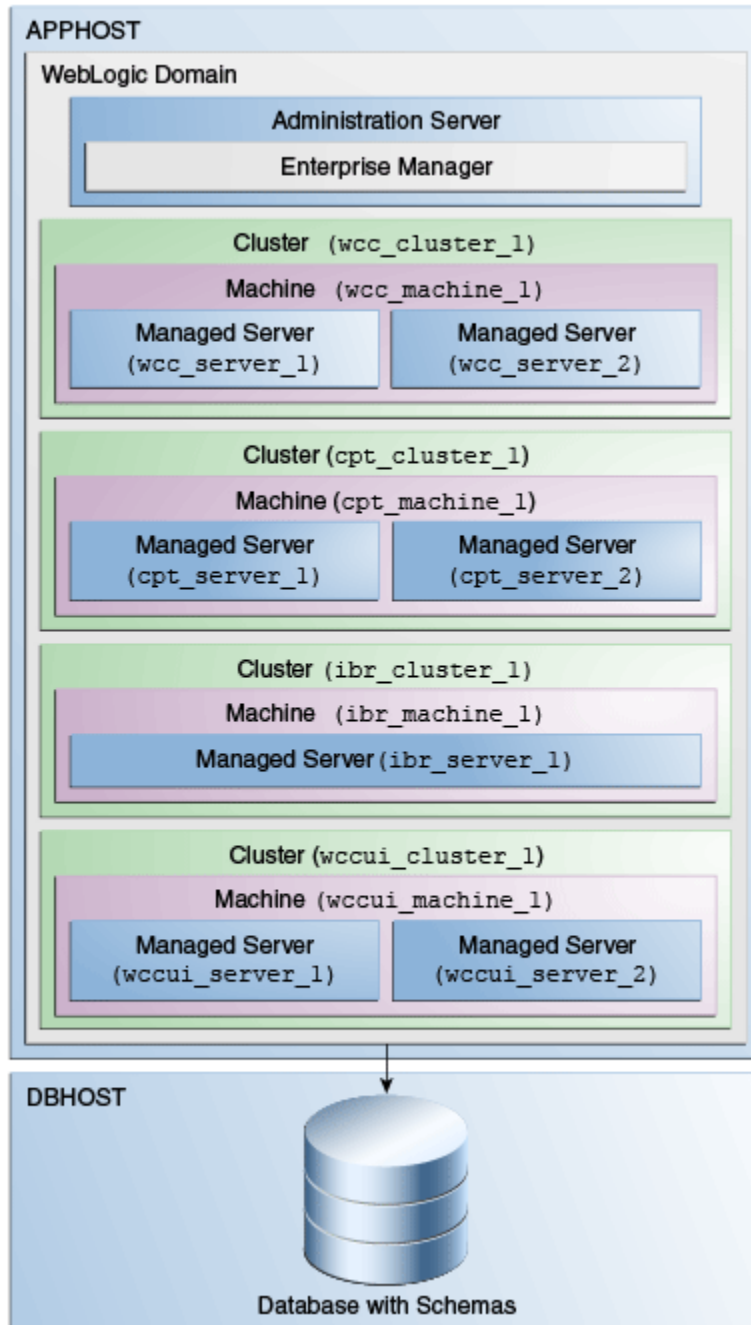 APPHOST
WebLogic Domain
Administration Server
Enterprise Manager
Cluster (wcc_cluster_1)
Machine (wcc_machine_1)
Managed Server
(wcc_server_1)
Managed Server
(wcc_server_2)
Cluster (cpt_cluster_1)
Machine (cpt_machine_1)
Managed Server
(cpt_server_1)
Managed Server
(cpt_server_2)
Cluster (ibr_cluster_1)
Machine (ibr_machine_1)
Managed Server (ibr_server_1)
Cluster (wccui_cluster_1)
Machine (wccui_machine_1)
Managed Server
(wccui_server_1)
Managed Server
(wccui_server_2)
DBHOST
Database with Schemas